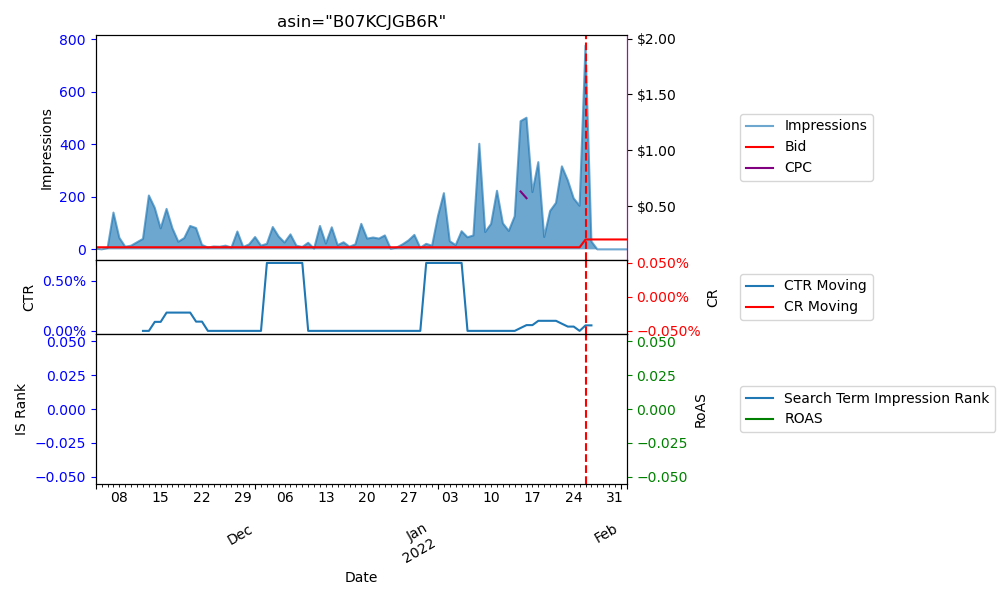 asin="B07KCJGB6R"
800
600
400
200
0
Impressions
$2.00
$1.50
$1.00
$0.50
Impressions
Bid
CPC
0.50%
0.00%
CTR
0.050%
0.000%
−0.050%
CR
CTR Moving
CR Moving
0.050
0.025
0.000
−0.025
−0.050
IS Rank
0.050
0.025
0.000
−0.025
−0.050
RoAS
Search Term Impression Rank
ROAS
08 15 22 29 06 13 20 27 03 10 17 24 31
Dec Jan Feb
2022
Date